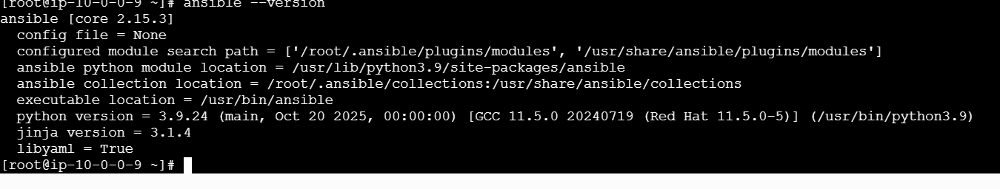 [root@ip-10-0-0-9 ~]# ansible --version
ansible [core 2.15.3]
  config file = None
  configured module search path = ['/root/.ansible/plugins/modules', '/usr/share/ansible/plugins/modules']
  ansible python module location = /usr/lib/python3.9/site-packages/ansible
  ansible collection location = /root/.ansible/collections:/usr/share/ansible/collections
  executable location = /usr/bin/ansible
  python version = 3.9.24 (main, Oct 20 2025, 00:00:00) [GCC 11.5.0 20240719 (Red Hat 11.5.0-5)] (/usr/bin/python3.9)
  jinja version = 3.1.4
  libyaml = True
[root@ip-10-0-0-9 ~]#